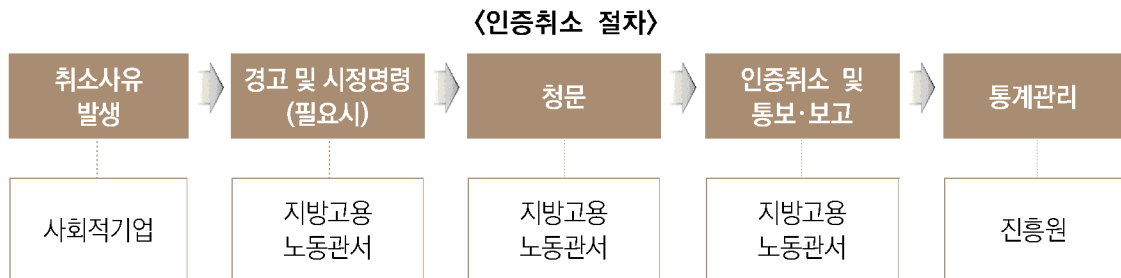 <인증취소 절차>
취소사유
발생
경고 및 시정명령
(필요시)
청문
인증취소 및
통보·보고
통계관리
사회적기업
지방고용
노동관서
지방고용
노동관서
지방고용
노동관서
진흥원